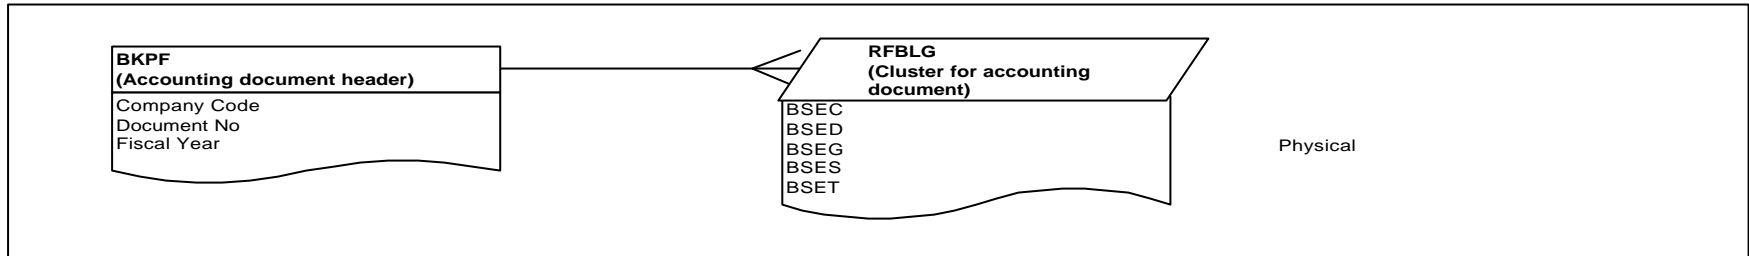 BKPF
(Accounting document header)
Company Code
Document No
Fiscal Year
RFBLG
(Cluster for accounting
document)
BSEC
BSED
BSEG
BSES
BSET
Physical